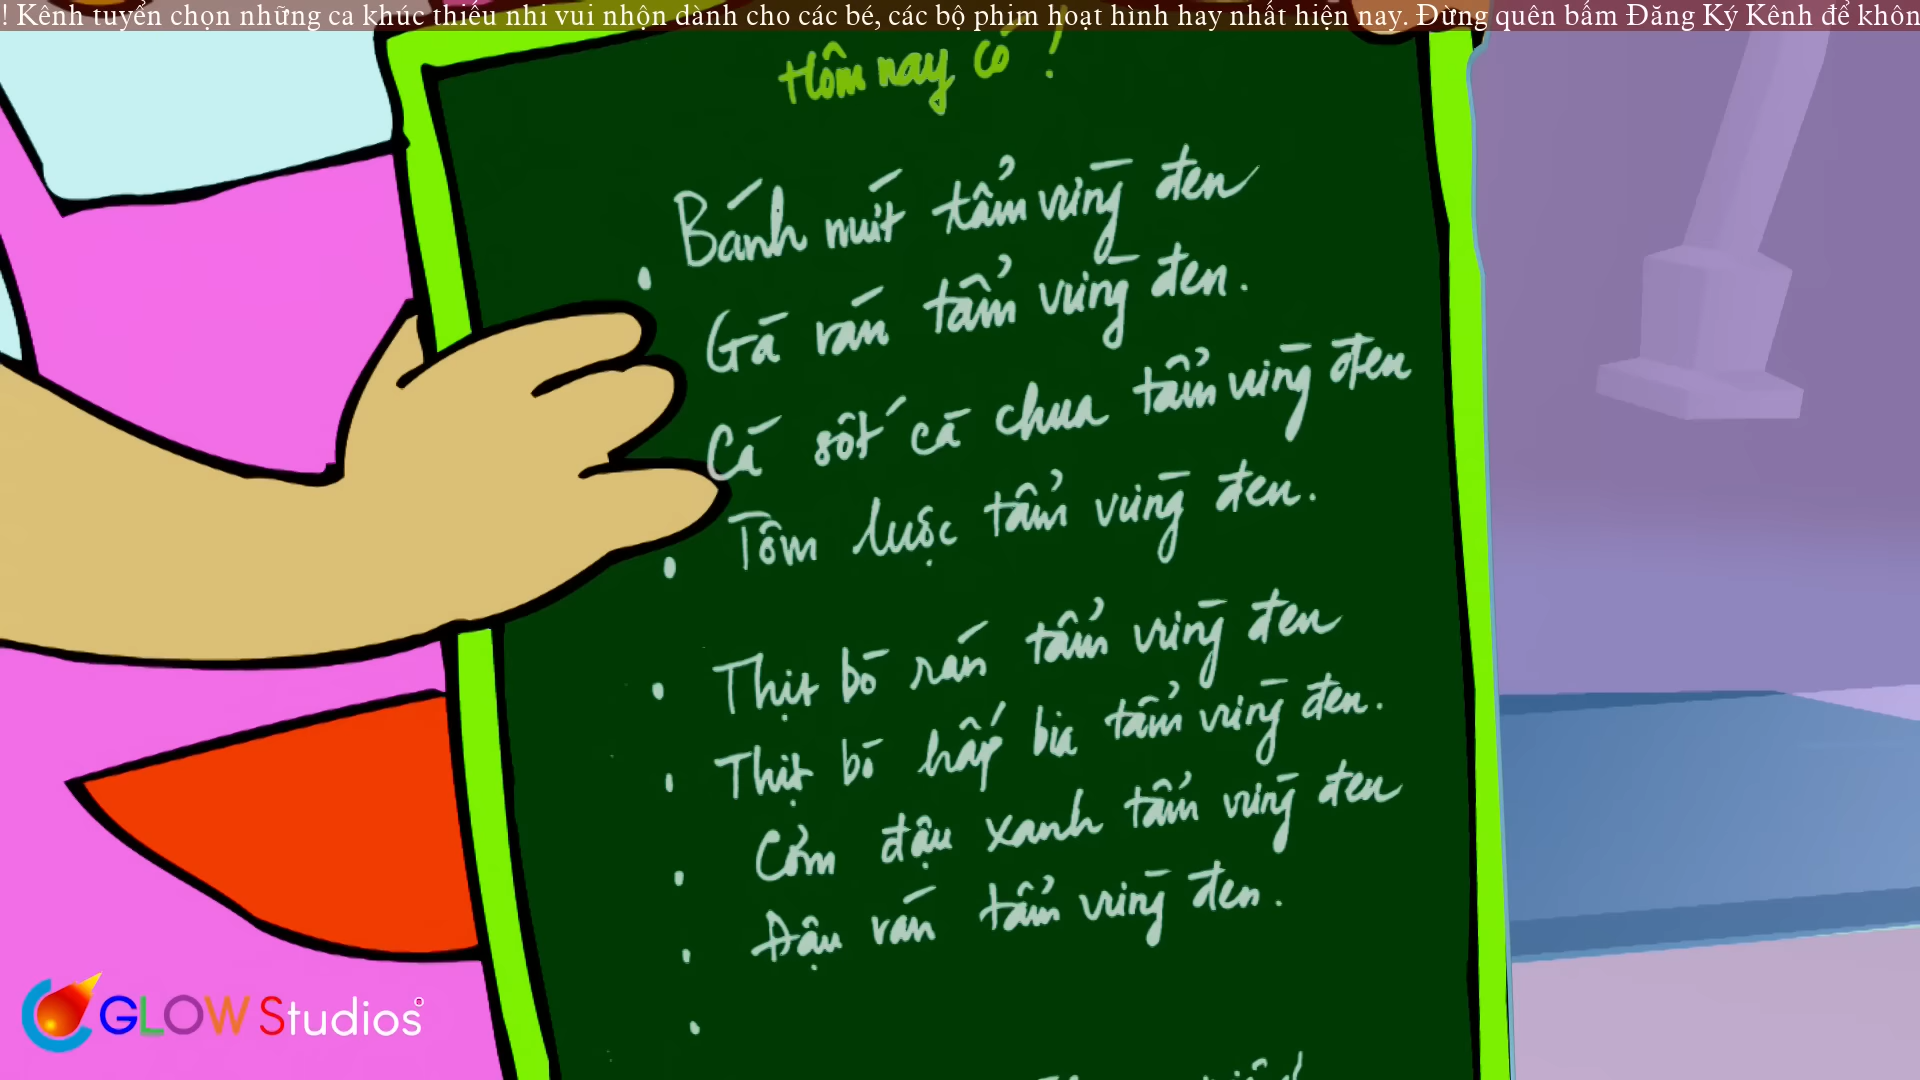 ! Kênh tuyển chọn những ca khúc thiếu nhi vui nhộn dành cho các bé, các bộ phim hoạt hình hay nhất hiện nay. Đừng quên bấm Đăng Ký Kênh để khôn
Hôm nay có !
Bánh mứt tẩm vừng đen
Gà rán tẩm vừng đen.
Cá sốt cà chua tẩm vừng đen
Tôm luộc tẩm vừng đen.
Thịt bò rán tẩm vừng đen
Thịt bò hấp bia tẩm vừng đen.
Cơm đậu xanh tẩm vừng đen
Đậu rán tẩm vừng đen.
GLOW Studios